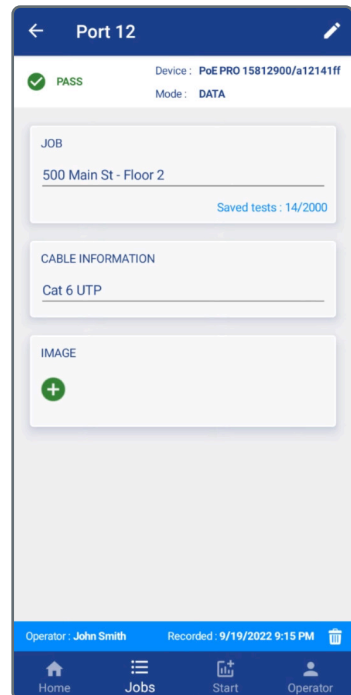 Port 12
PASS
Device : PoE PRO 15812900/a12141ff
Mode : DATA
JOB
500 Main St - Floor 2
Saved tests : 14/2000
CABLE INFORMATION
Cat 6 UTP
IMAGE
Operator : John Smith Recorded : 9/19/2022 9:15 PM
Home Jobs Start Operator